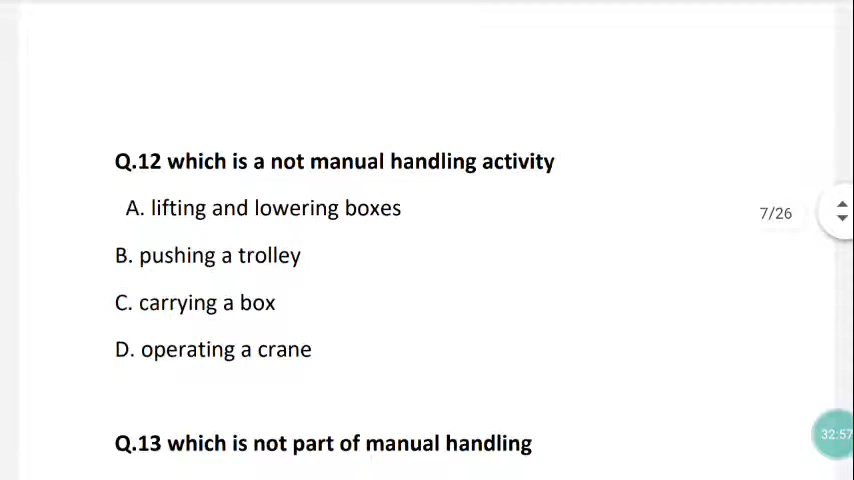 Q.12 which is a not manual handling activity
A. lifting and lowering boxes
7/26
B. pushing a trolley
C. carrying a box
D. operating a crane
32:57
Q.13 which is not part of manual handling